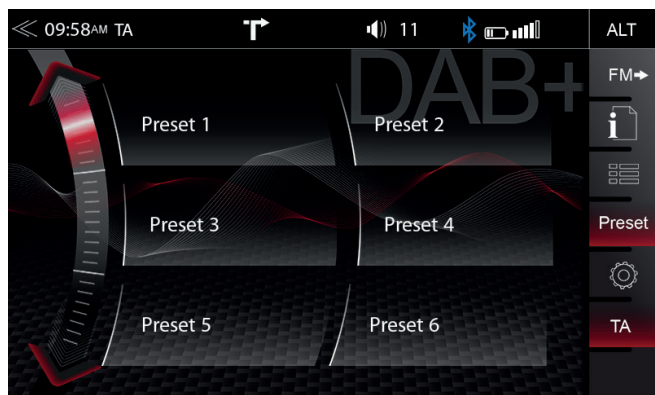 09:58AM TA 11 ALT
DAB+
FM
i
Preset 1
Preset 2
Preset 3
Preset 4
Preset
Preset 5
Preset 6
TA